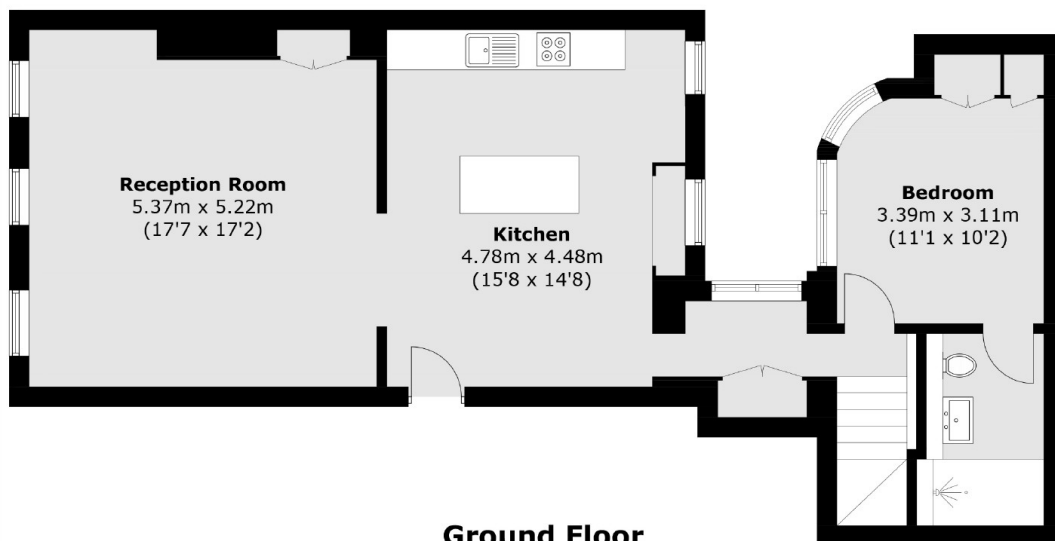 Reception Room
5.37m x 5.22m
(17'7 x 17'2)
Kitchen
4.78m x 4.48m
(15'8 x 14'8)
Bedroom
3.39m x 3.11m
(11'1 x 10'2)
Ground Floor